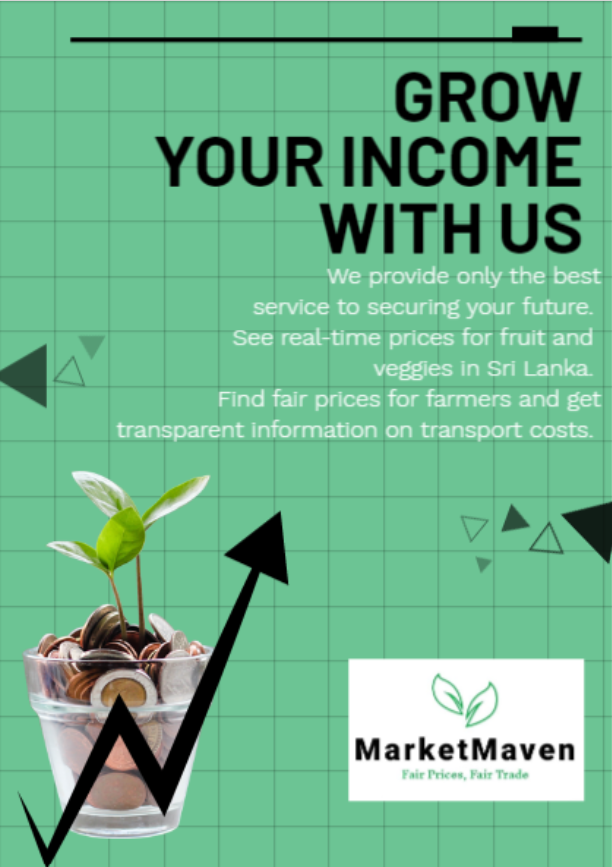 GROW
YOUR INCOME
WITH US
We provide only the best
service to securing your future.
See real-time prices for fruit and
veggies in Sri Lanka.
Find fair prices for farmers and get
transparent information on transport costs.
MarketMaven
Fair Prices, Fair Trade